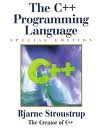 The C++
Programming
Language
SPECIAL EDITION
C++
Bjarne Stroustrup
The Creator of C++